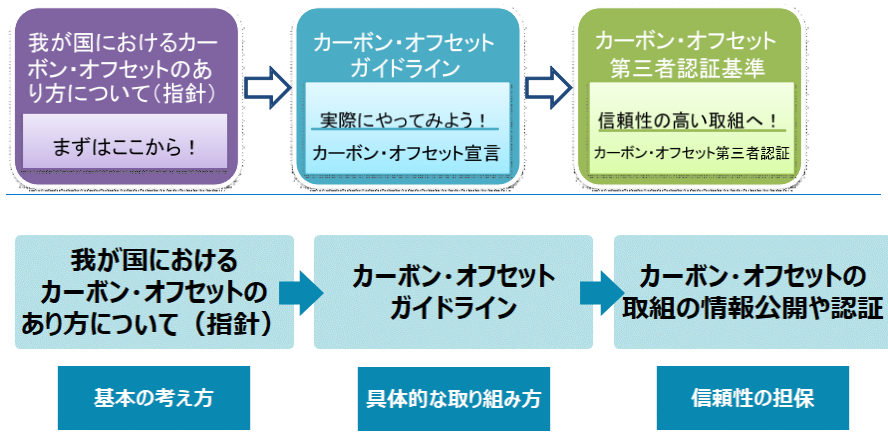 我が国におけるカー
ボン・オフセットのあ
り方について（指針）
まずはここから！
カーボン・オフセット
ガイドライン
実際にやってみよう！
カーボン・オフセット宣言
カーボン・オフセット
第三者認証基準
信頼性の高い取組へ！
カーボン・オフセット第三者認証
我が国における
カーボン・オフセットの
あり方について（指針）
カーボン・オフセット
ガイドライン
カーボン・オフセットの
取組の情報公開や認証
基本の考え方
具体的な取り組み方
信頼性の担保